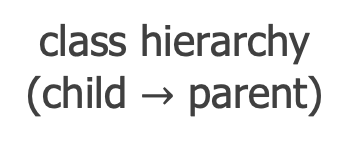 class hierarchy
(child → parent)